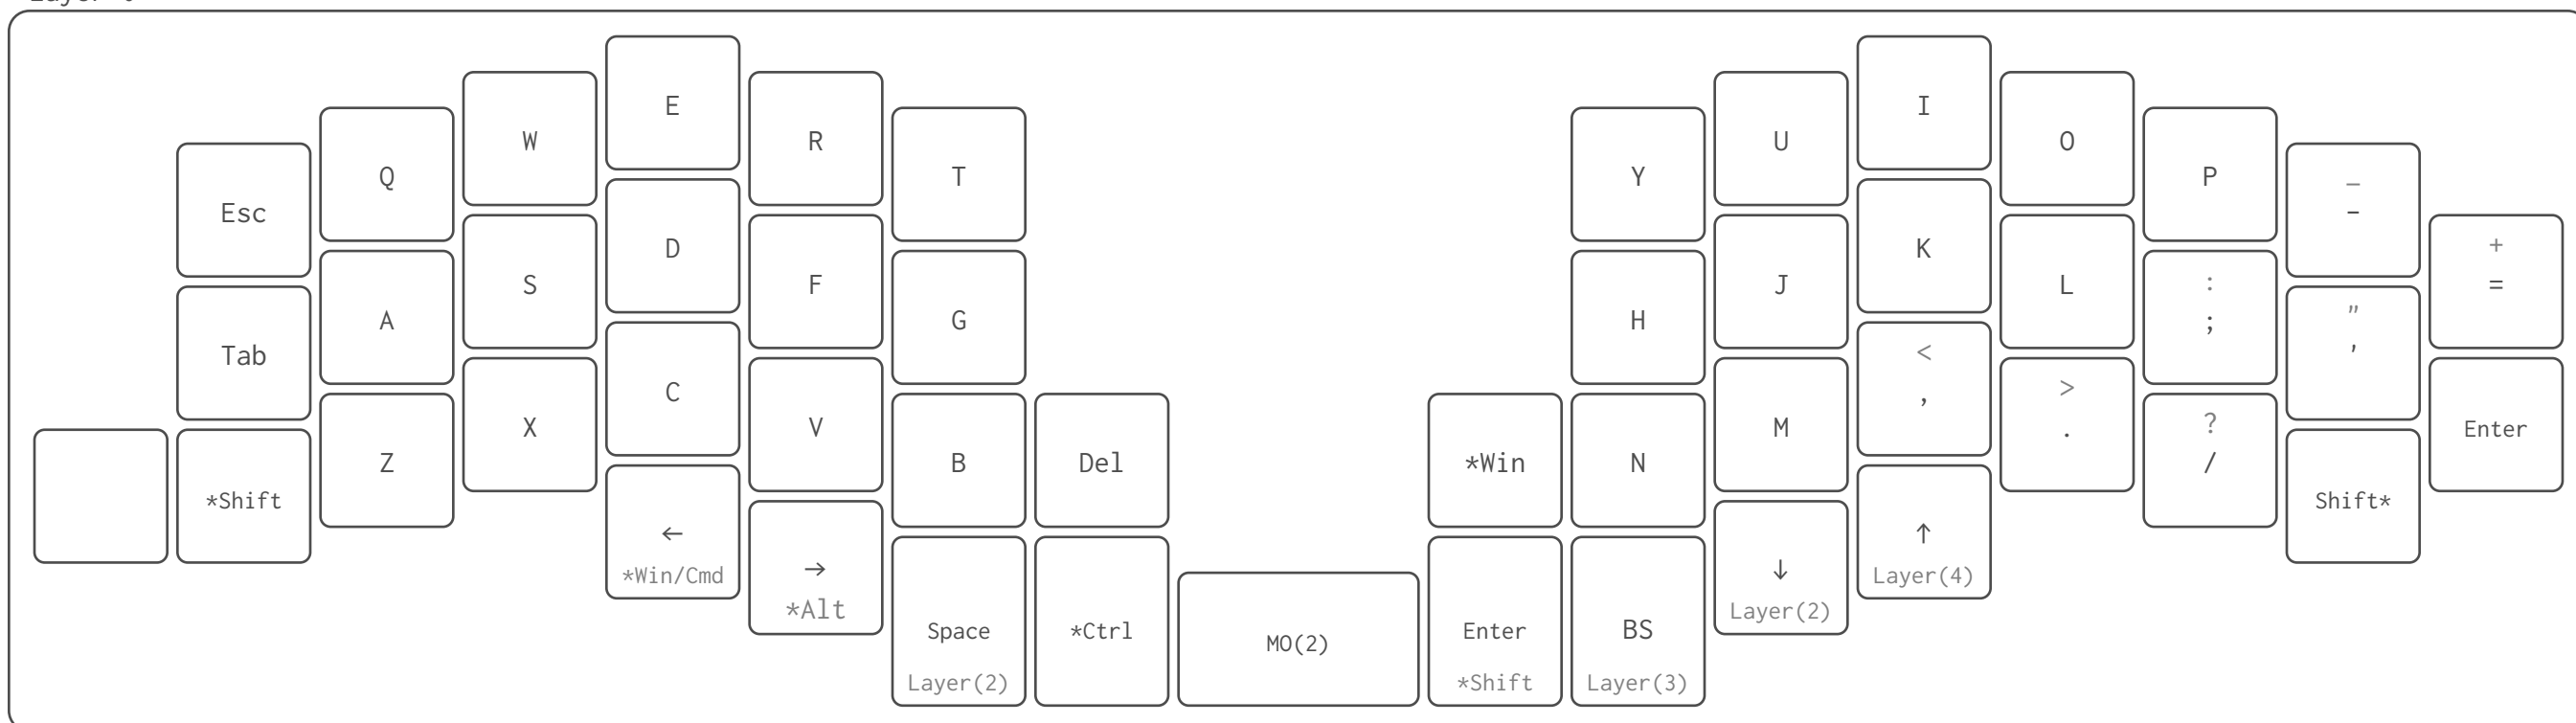 E
I
W
R
U
O
Q
T
Y
P
Esc
_
-
D
K
S
F
J
L
+
=
A
G
H
:
;
Tab
"
'
C
<
,
X
V
M
>
.
Enter
Z
B
Del
*Win
N
?
/
*Shift
Shift*
←
*Win/Cmd
↑
Layer(4)
→
*Alt
↓
Layer(2)
Space
Layer(2)
*Ctrl
MO(2)
Enter
*Shift
BS
Layer(3)